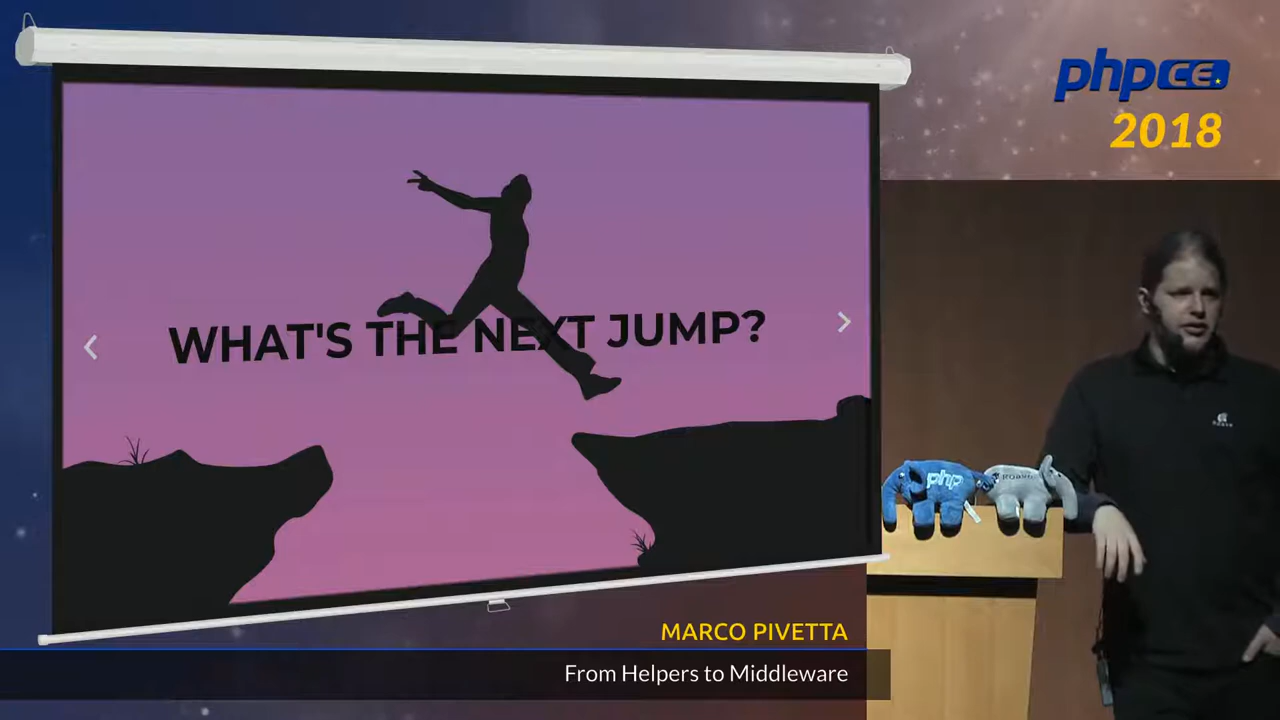 phpCE
2018
WHAT'S THE NEXT JUMP?
php
MARCO PIVETTA
From Helpers to Middleware